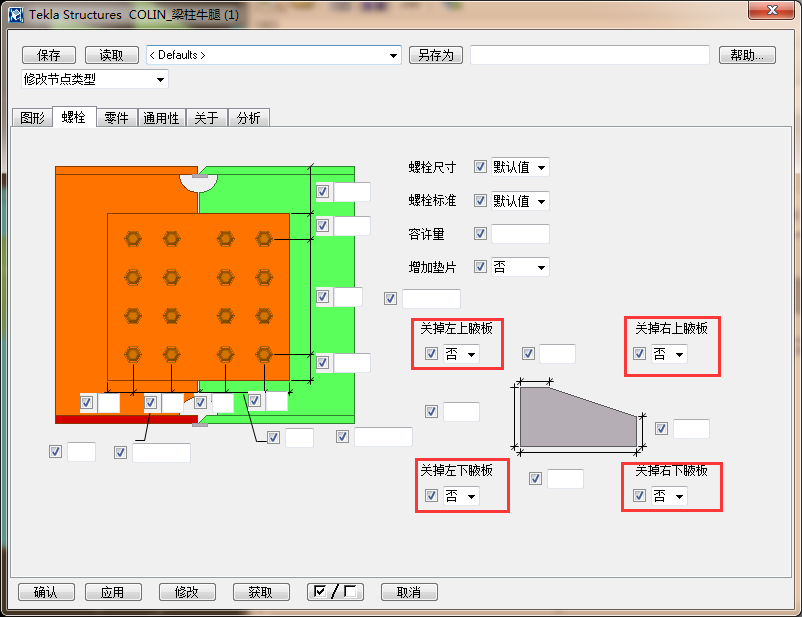 Tekla Structures COLIN_梁柱牛腿 (1)
保存 读取 < Defaults > 另存为 帮助...
修改节点类型
图形 螺栓 零件 通用性 关于 分析
螺栓尺寸 默认值
螺栓标准 默认值
容许量
增加垫片 否
关掉左上腋板 关掉右上腋板
否 否
关掉左下腋板 关掉右下腋板
否 否
确认 应用 修改 获取 / 取消